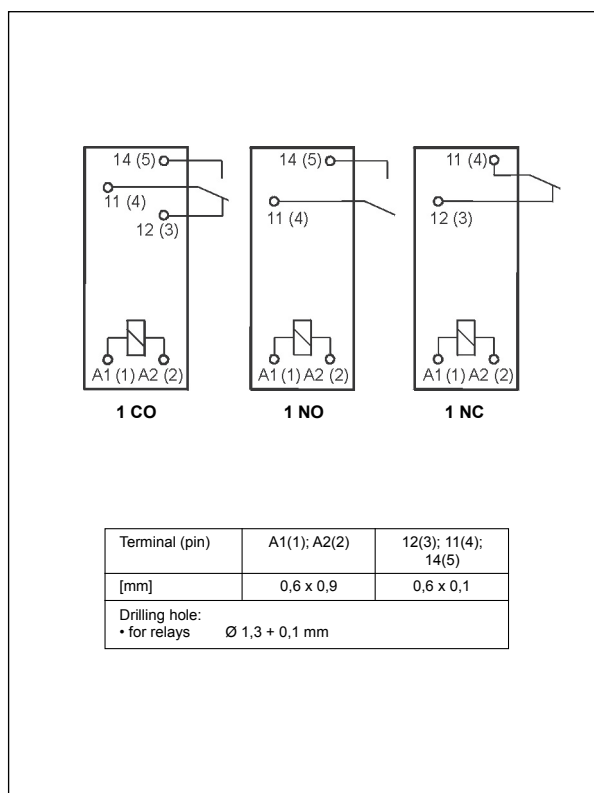 14 (5)
11 (4)
12 (3)
A1 (1) A2 (2)
1 CO
14 (5)
11 (4)
A1 (1) A2 (2)
1 NO
11 (4)
12 (3)
A1 (1) A2 (2)
1 NC
Terminal (pin) A1(1); A2(2) 12(3); 11(4);
14(5)
[mm] 0,6 x 0,9 0,6 x 0,1
Drilling hole:
• for relays Ø 1,3 + 0,1 mm